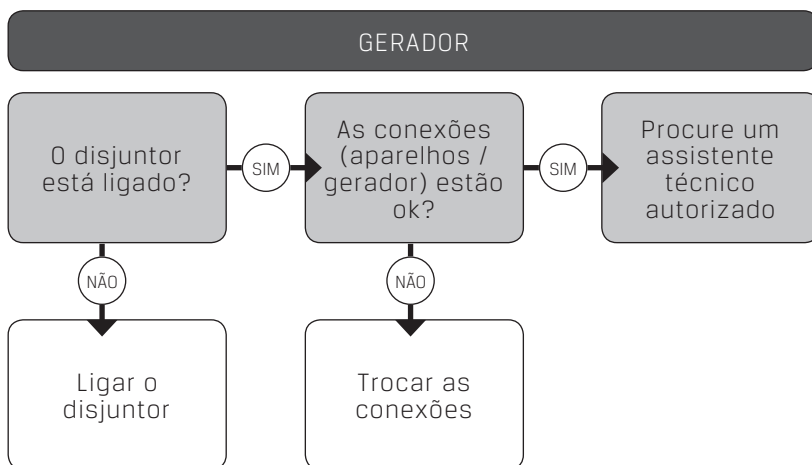 GERADOR
O disjuntor
está ligado?
SIM
As conexões
(aparelhos /
gerador) estão
ok?
SIM
Procure um
assistente
técnico
autorizado
NÃO
NÃO
Ligar o
disjuntor
Trocar as
conexões